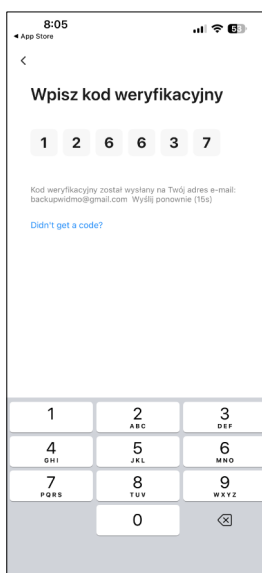 8:05
◀ App Store
53
Wpisz kod weryfikacyjny
1 2 6 6 3 7
Kod weryfikacyjny został wysłany na Twój adres e-mail:
backupwidmo@gmail.com Wyślij ponownie (15s)
Didn't get a code?
1 2 3
ABC DEF
4 5 6
GHI JKL MNO
7 8 9
PQRS TUV WXYZ
0